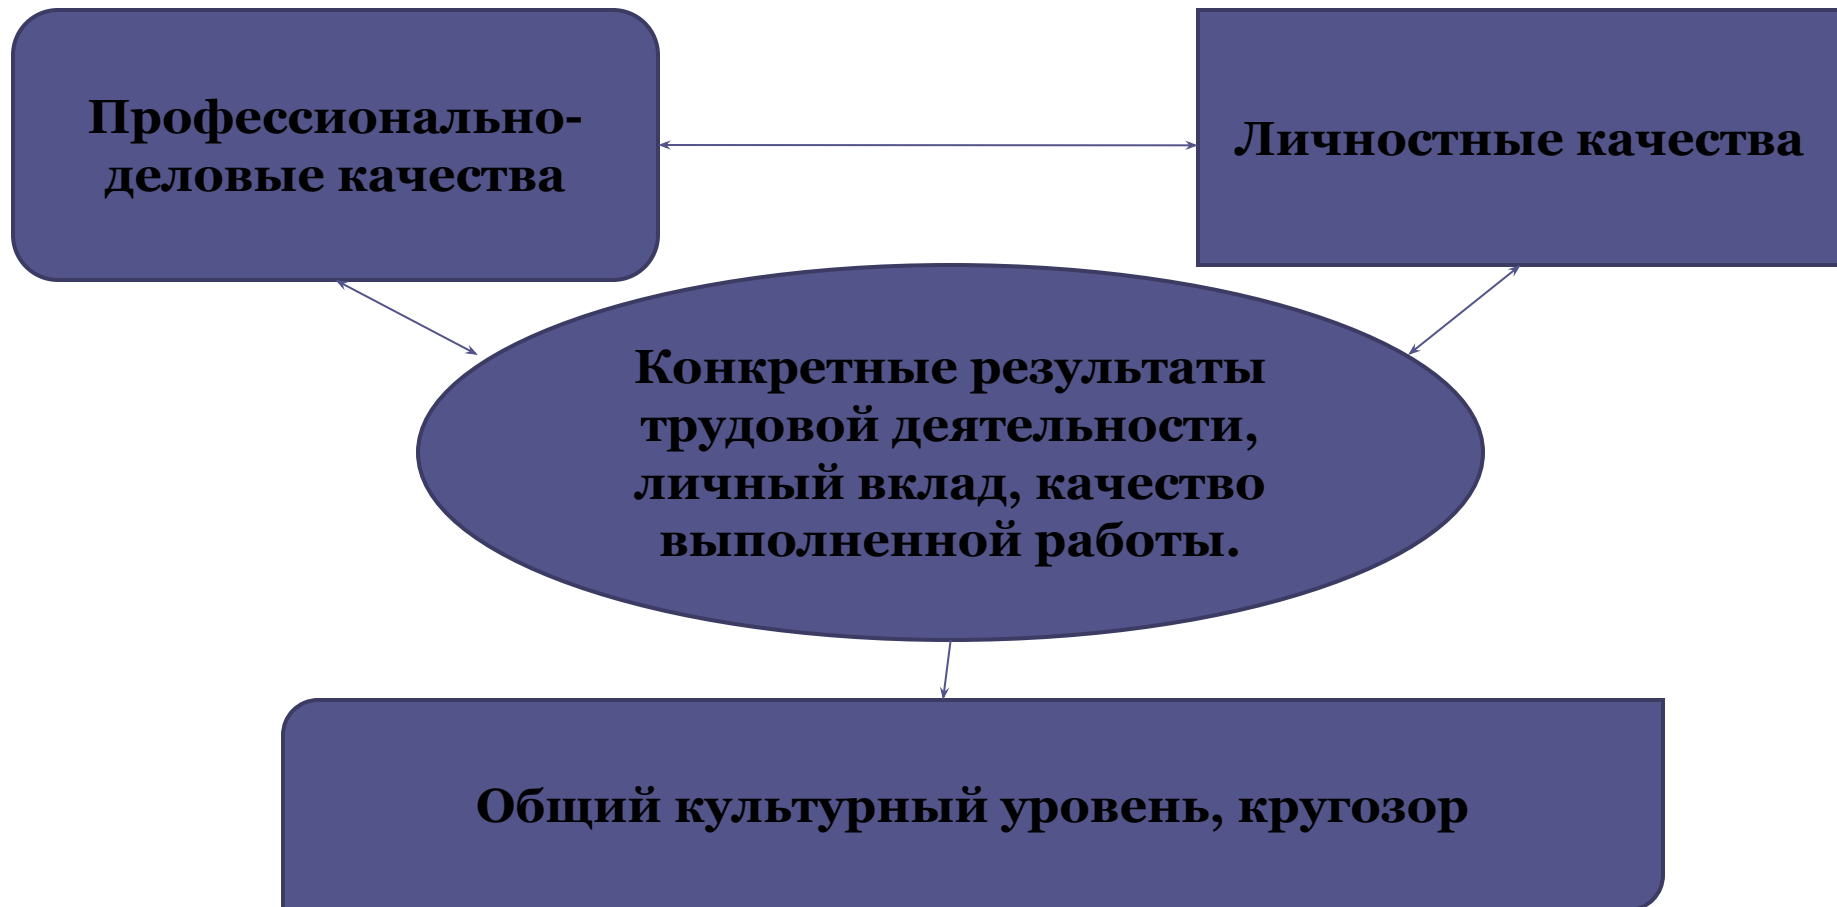 Профессионально-
деловые качества
Личностные качества
Конкретные результаты
трудовой деятельности,
личный вклад, качество
выполненной работы.
Общий культурный уровень, кругозор